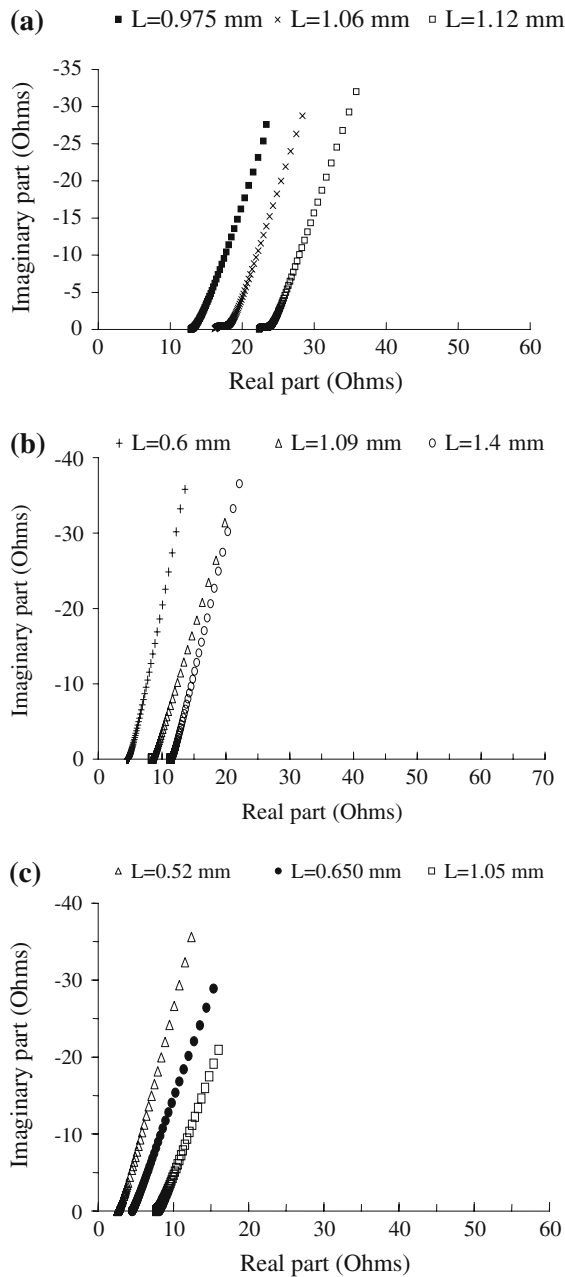 (a) ■ L=0.975 mm × L=1.06 mm □ L=1.12 mm
-35
-30
-25
-20
-15
-10
-5
0
Imaginary part (Ohms)
0 10 20 30 40 50 60
Real part (Ohms)
(b) + L=0.6 mm △ L=1.09 mm ○ L=1.4 mm
-40
-30
-20
-10
0
Imaginary part (Ohms)
0 10 20 30 40 50 60 70
Real part (Ohms)
(c) △ L=0.52 mm ● L=0.650 mm □ L=1.05 mm
-40
-30
-20
-10
0
Imaginary part (Ohms)
0 10 20 30 40 50 60
Real part (Ohms)